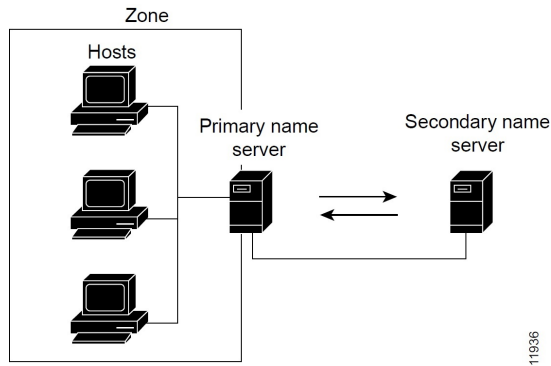 Zone
Hosts
Primary name
server
Secondary name
server
11936